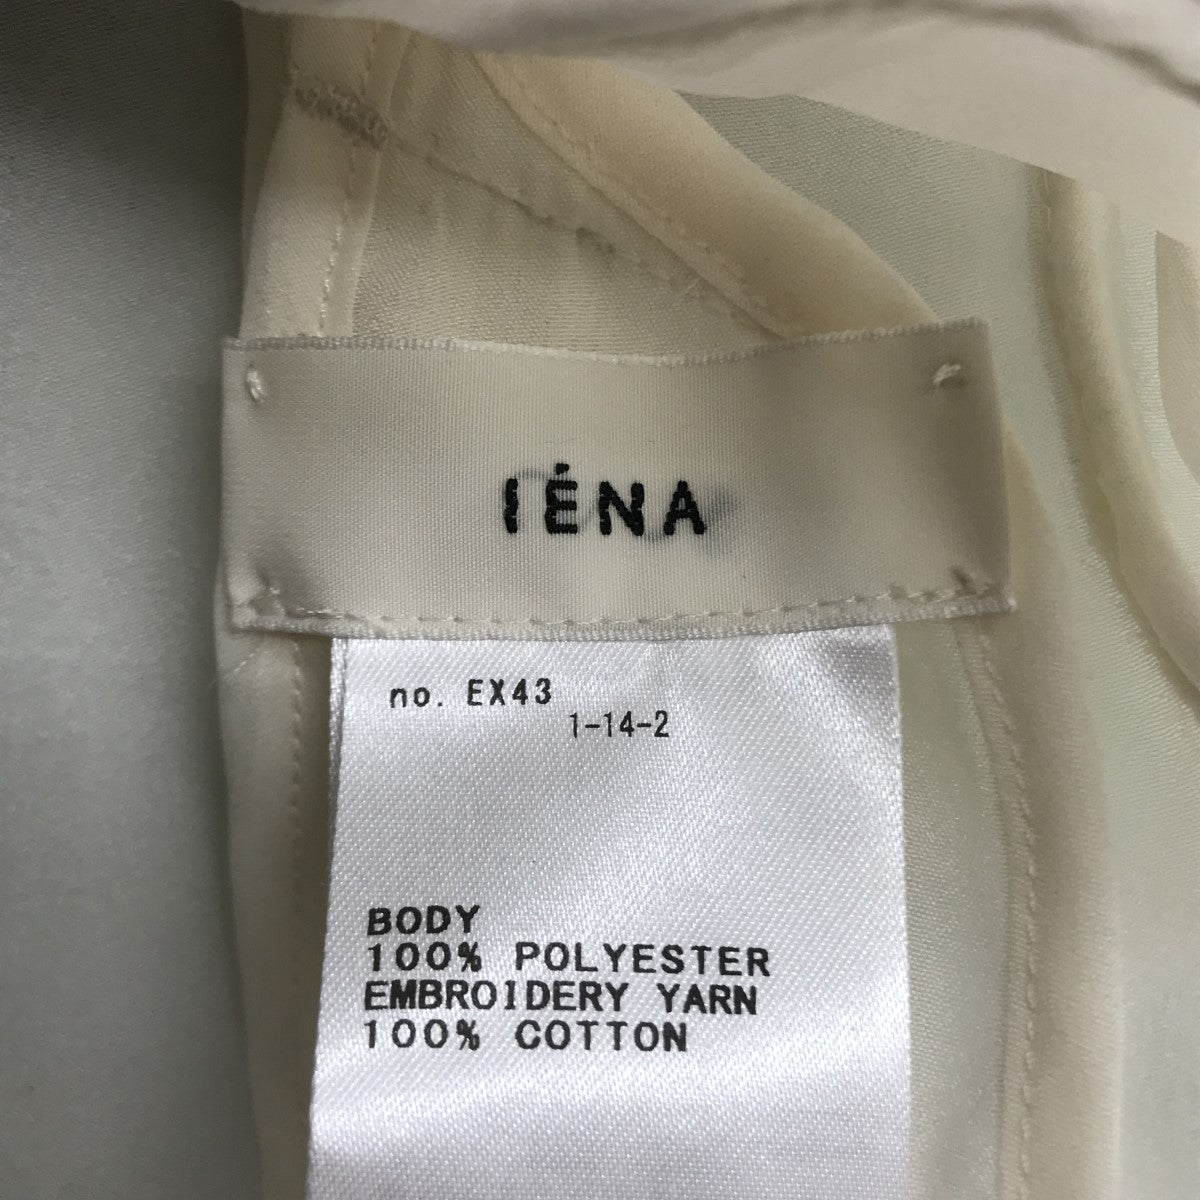 IÉNA
no. EX43
1-14-2
BODY
100% POLYESTER
EMBROIDERY YARN
100% COTTON